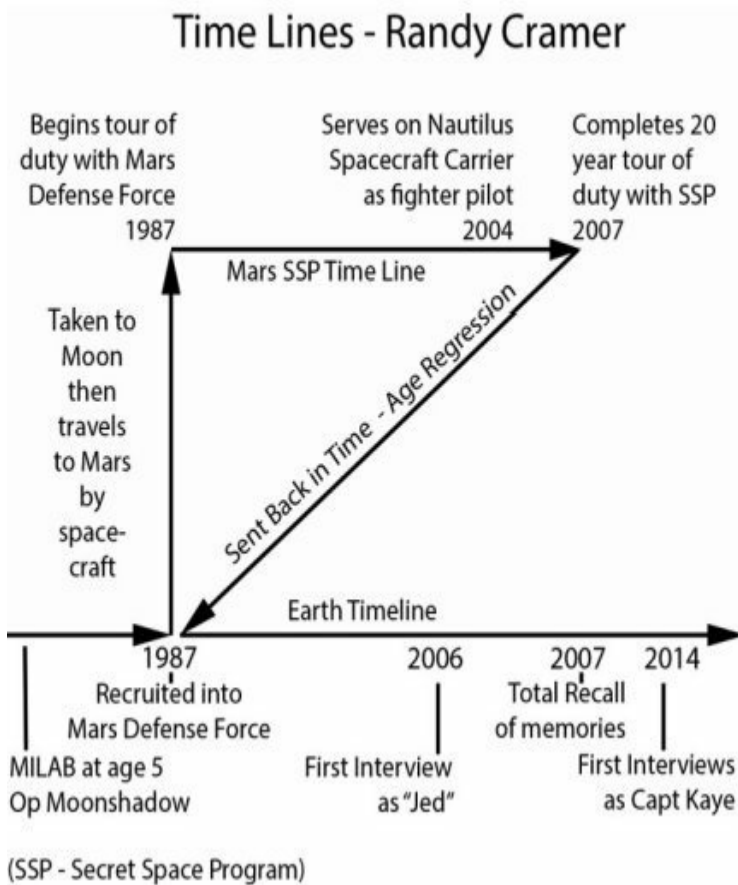 Time Lines - Randy Cramer
Begins tour of
duty with Mars
Defense Force
1987
Serves on Nautilus
Spacecraft Carrier
as fighter pilot
2004
Completes 20
year tour of
duty with SSP
2007
Mars SSP Time Line
Taken to
Moon
then
travels
to Mars
by
space-
craft
Sent Back in Time - Age Regression
Earth Timeline
1987
Recruited into
Mars Defense Force
2006
2007
Total Recall
of memories
2014
MILAB at age 5
Op Moonshadow
First Interview
as "Jed"
First Interviews
as Capt Kaye
(SSP - Secret Space Program)